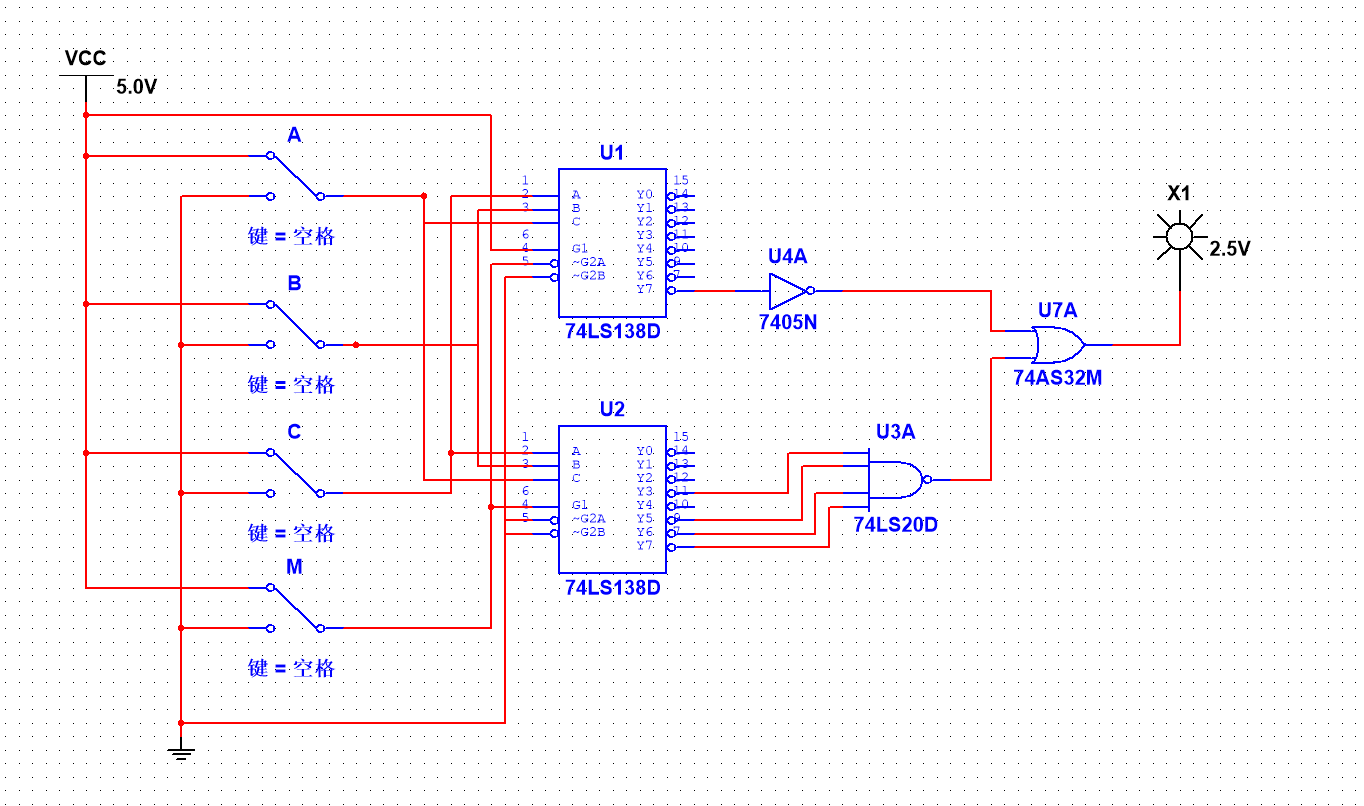 VCC
5.0V
A
键 = 空格
B
键 = 空格
C
键 = 空格
M
键 = 空格
U1
1
2
3
6
4
5
A
B
C
G1
~G2A
~G2B
Y0
Y1
Y2
Y3
Y4
Y5
Y6
Y7
15
14
13
12
11
10
9
7
74LS138D
U2
1
2
3
6
4
5
A
B
C
G1
~G2A
~G2B
Y0
Y1
Y2
Y3
Y4
Y5
Y6
Y7
15
14
13
12
11
10
9
7
74LS138D
U4A
7405N
U3A
74LS20D
U7A
74AS32M
X1
2.5V